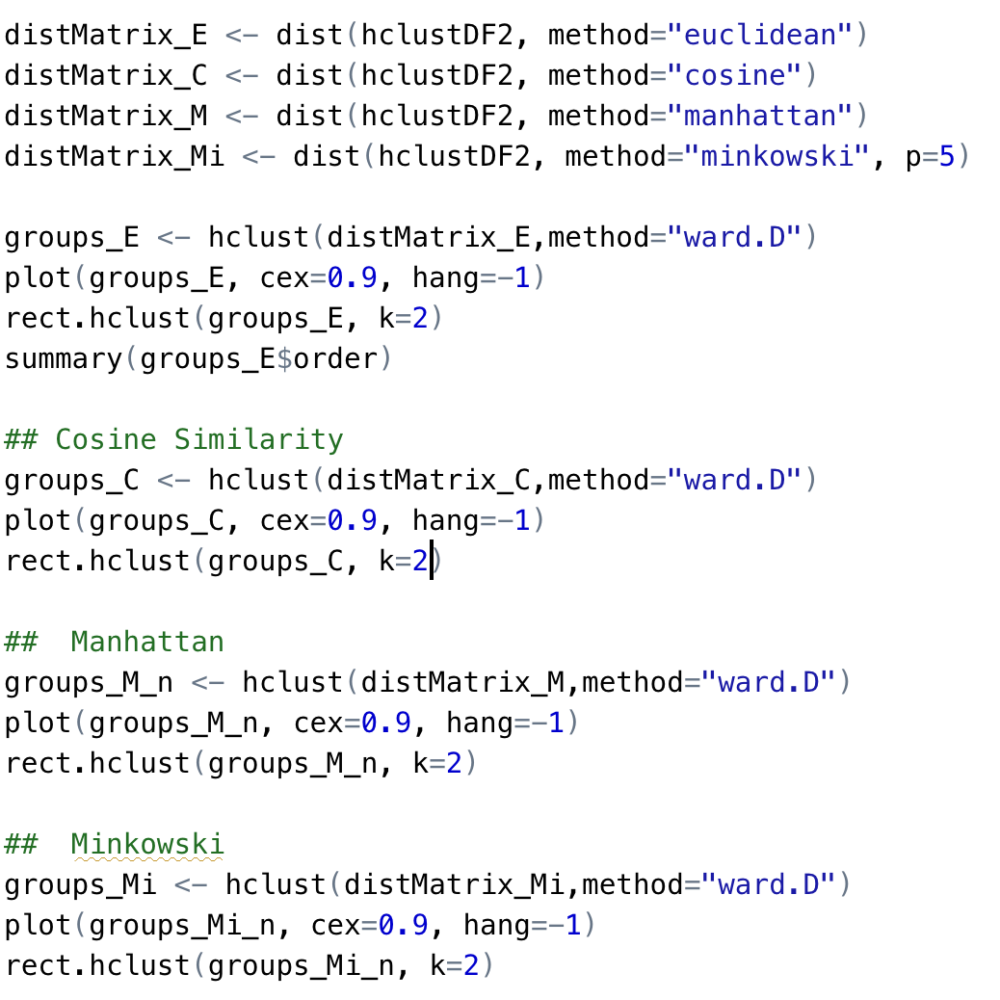 distMatrix_E <- dist(hclustDF2, method="euclidean")
distMatrix_C <- dist(hclustDF2, method="cosine")
distMatrix_M <- dist(hclustDF2, method="manhattan")
distMatrix_Mi <- dist(hclustDF2, method="minkowski", p=5)
groups_E <- hclust(distMatrix_E,method="ward.D")
plot(groups_E, cex=0.9, hang=-1)
rect.hclust(groups_E, k=2)
summary(groups_E$order)
## Cosine Similarity
groups_C <- hclust(distMatrix_C,method="ward.D")
plot(groups_C, cex=0.9, hang=-1)
rect.hclust(groups_C, k=2)
##  Manhattan
groups_M_n <- hclust(distMatrix_M,method="ward.D")
plot(groups_M_n, cex=0.9, hang=-1)
rect.hclust(groups_M_n, k=2)
##  Minkowski
groups_Mi <- hclust(distMatrix_Mi,method="ward.D")
plot(groups_Mi_n, cex=0.9, hang=-1)
rect.hclust(groups_Mi_n, k=2)